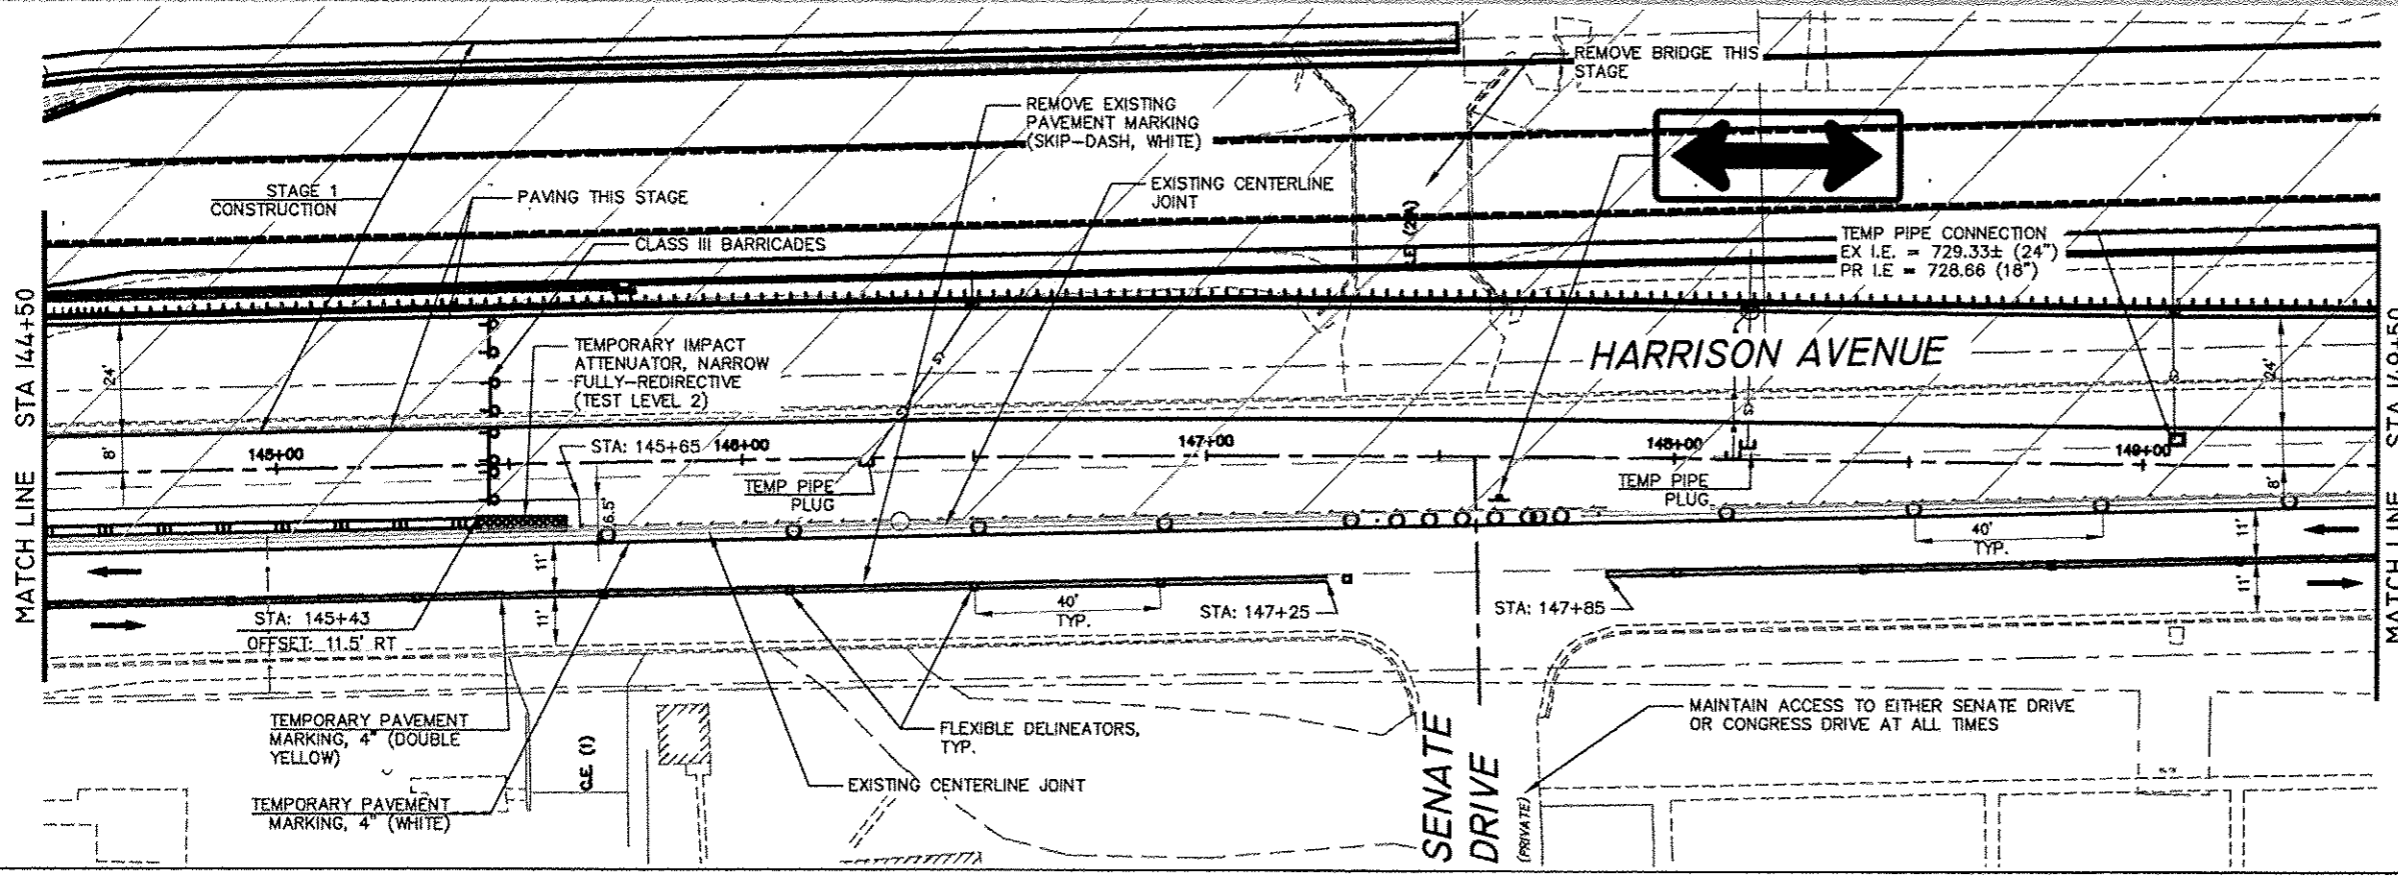 REMOVE BRIDGE THIS
STAGE
REMOVE EXISTING
PAVEMENT MARKING
(SKIP-DASH, WHITE)
STAGE 1
CONSTRUCTION
PAVING THIS STAGE
EXISTING CENTERLINE
JOINT
CLASS III BARRICADES
TEMP PIPE CONNECTION
EX I.E. = 729.33± (24")
PR I.E = 728.66 (18")
MATCH LINE STA 144+50
MATCH LINE STA 149+50
TEMPORARY IMPACT
ATTENUATOR, NARROW
FULLY-REDIRECTIVE
(TEST LEVEL 2)
HARRISON AVENUE
24'
24'
8'
8'
145+00
STA: 145+65
146+00
147+00
148+00
149+00
TEMP PIPE
PLUG
TEMP PIPE
PLUG
6.5'
11'
11'
11'
11'
40'
TYP.
40'
TYP.
STA: 145+43
OFFSET: 11.5' RT
STA: 147+25
STA: 147+85
TEMPORARY PAVEMENT
MARKING, 4" (DOUBLE
YELLOW)
C.E. (1)
FLEXIBLE DELINEATORS,
TYP.
MAINTAIN ACCESS TO EITHER SENATE DRIVE
OR CONGRESS DRIVE AT ALL TIMES
EXISTING CENTERLINE JOINT
TEMPORARY PAVEMENT
MARKING, 4" (WHITE)
SENATE
DRIVE
(PRIVATE)